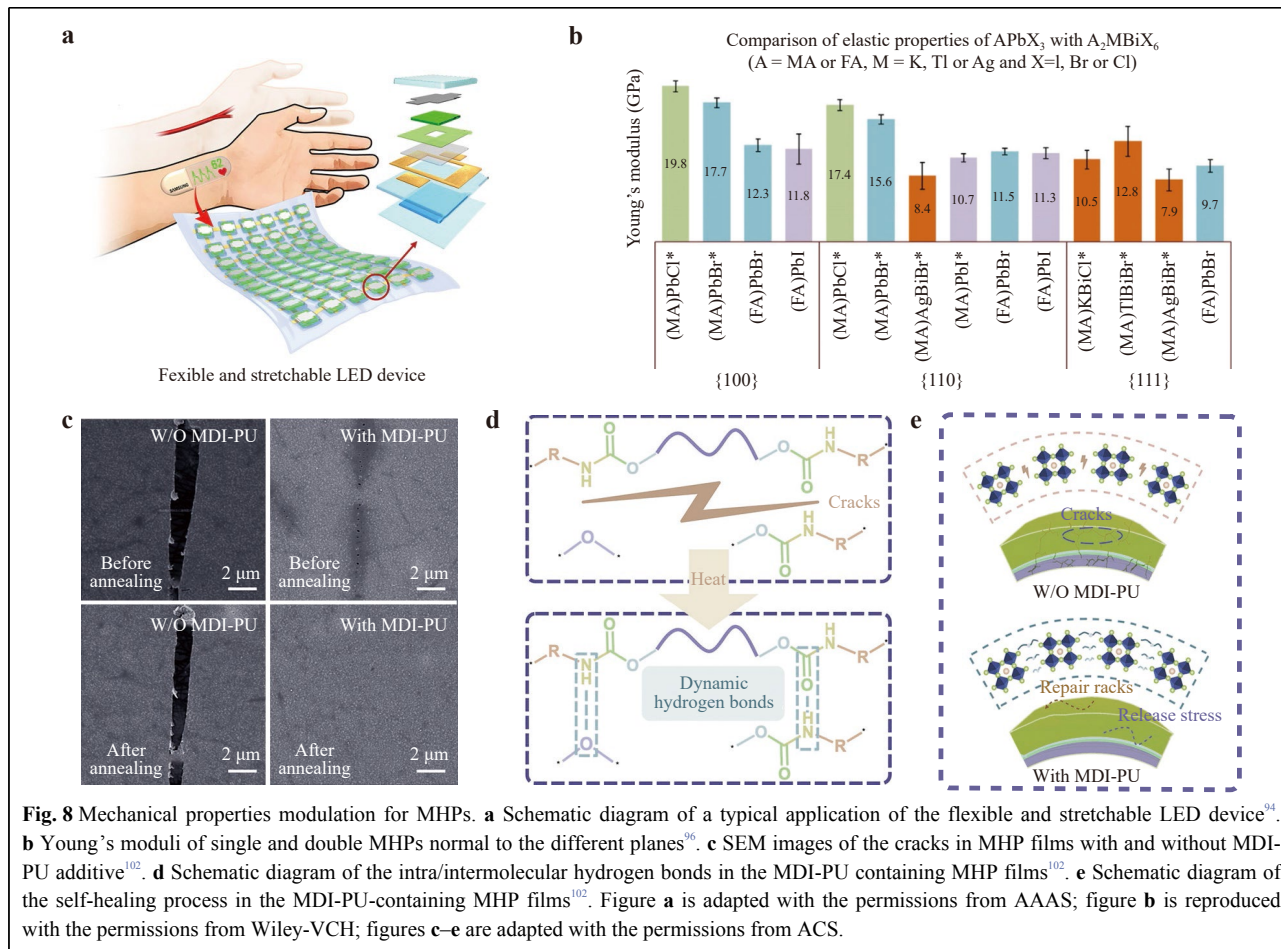 a
62
SAMSUNG
Fexible and stretchable LED device
b
Comparison of elastic properties of APbX₃ with A₂MBiX₆
(A = MA or FA, M = K, Tl or Ag and X=l, Br or Cl)
Young's modulus (GPa)
19.8
17.7
12.3
11.8
17.4
15.6
8.4
10.7
11.5
11.3
10.5
12.8
7.9
9.7
(MA)PbCl*
(MA)PbBr*
(FA)PbBr
(FA)PbI
(MA)PbCl*
(MA)PbBr*
(MA)AgBiBr*
(MA)PbI*
(FA)PbBr
(FA)PbI
(MA)KBiCl*
(MA)TlBiBr*
(MA)AgBiBr*
(FA)PbBr
{100}
{110}
{111}
c
W/O MDI-PU
Before
annealing
2 μm
With MDI-PU
Before
annealing
2 μm
W/O MDI-PU
After
annealing
2 μm
With MDI-PU
After
annealing
2 μm
d
R
H
N
O
O
O
O
H
N
R
Cracks
O
O
O
H
N
R
Heat
R
H
N
O
O
O
O
H
N
R
Dynamic
hydrogen bonds
O
O
O
N
H
R
e
Cracks
W/O MDI-PU
Repair racks
Release stress
With MDI-PU
Fig. 8 Mechanical properties modulation for MHPs. a Schematic diagram of a typical application of the flexible and stretchable LED device⁹⁴.
b Young's moduli of single and double MHPs normal to the different planes⁹⁶. c SEM images of the cracks in MHP films with and without MDI-
PU additive¹⁰². d Schematic diagram of the intra/intermolecular hydrogen bonds in the MDI-PU containing MHP films¹⁰². e Schematic diagram of
the self-healing process in the MDI-PU-containing MHP films¹⁰². Figure a is adapted with the permissions from AAAS; figure b is reproduced
with the permissions from Wiley-VCH; figures c–e are adapted with the permissions from ACS.